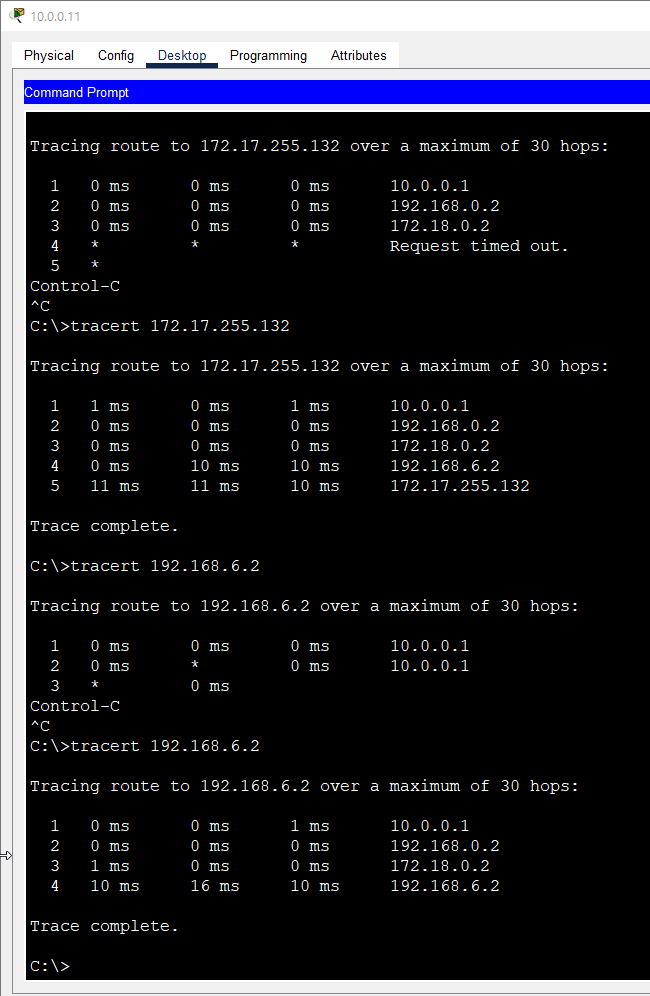 10.0.0.11
Physical Config Desktop Programming Attributes
Command Prompt
Tracing route to 172.17.255.132 over a maximum of 30 hops:
1 0 ms 0 ms 0 ms 10.0.0.1
2 0 ms 0 ms 0 ms 192.168.0.2
3 0 ms 0 ms 0 ms 172.18.0.2
4 * * * Request timed out.
5 *
Control-C
^C
C:\>tracert 172.17.255.132
Tracing route to 172.17.255.132 over a maximum of 30 hops:
1 1 ms 0 ms 1 ms 10.0.0.1
2 0 ms 0 ms 0 ms 192.168.0.2
3 0 ms 0 ms 0 ms 172.18.0.2
4 0 ms 10 ms 10 ms 192.168.6.2
5 11 ms 11 ms 10 ms 172.17.255.132
Trace complete.
C:\>tracert 192.168.6.2
Tracing route to 192.168.6.2 over a maximum of 30 hops:
1 0 ms 0 ms 0 ms 10.0.0.1
2 0 ms * 0 ms 10.0.0.1
3 * 0 ms
Control-C
^C
C:\>tracert 192.168.6.2
Tracing route to 192.168.6.2 over a maximum of 30 hops:
1 0 ms 0 ms 1 ms 10.0.0.1
2 0 ms 0 ms 0 ms 192.168.0.2
3 1 ms 0 ms 0 ms 172.18.0.2
4 10 ms 16 ms 10 ms 192.168.6.2
Trace complete.
C:\>